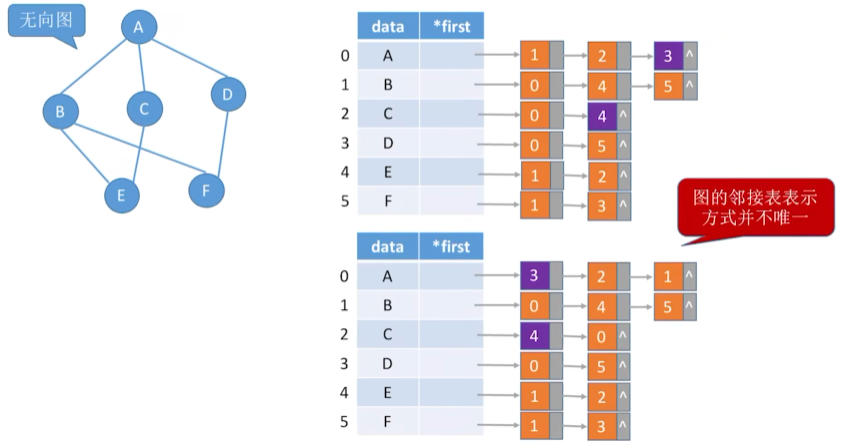 无向图
A
B
C
D
E
F
data *first
0 A 1 2 3 ^
1 B 0 4 5 ^
2 C 0 4 ^
3 D 0 5 ^
4 E 1 2 ^
5 F 1 3 ^
图的邻接表表示
方式并不唯一
data *first
0 A 3 2 1 ^
1 B 0 4 5 ^
2 C 4 0 ^
3 D 0 5 ^
4 E 1 2 ^
5 F 1 3 ^